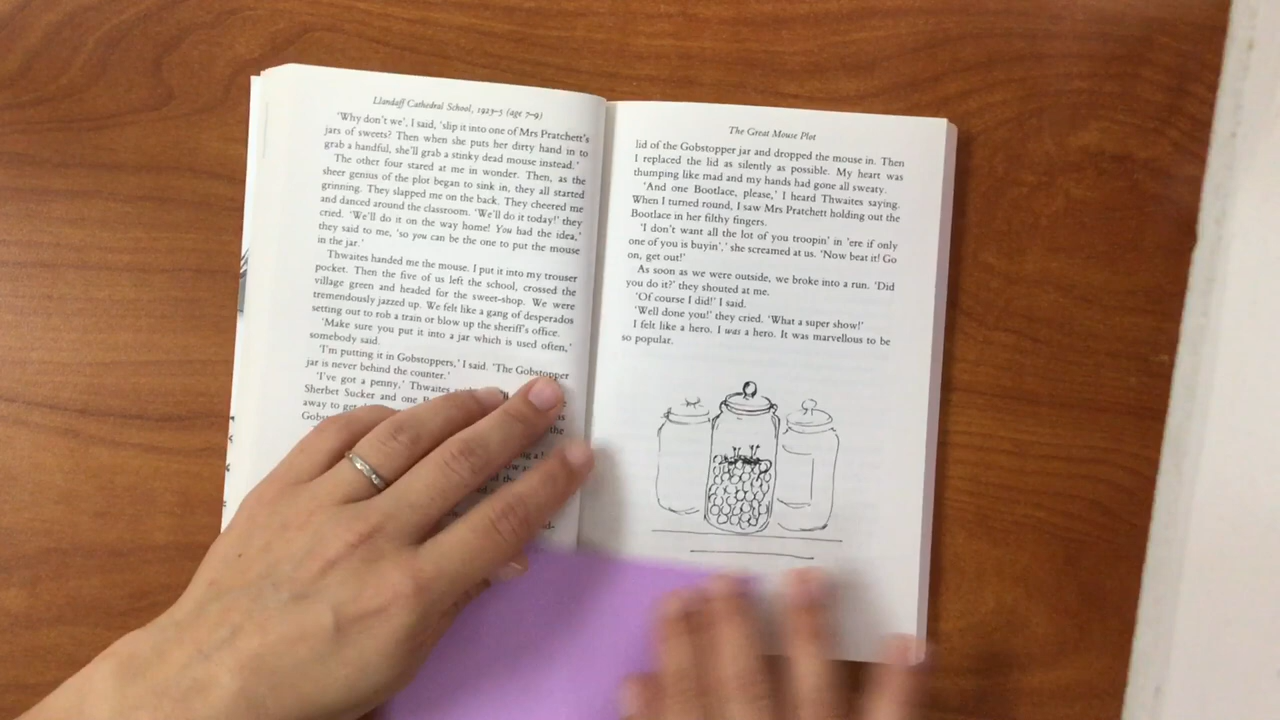 Llandaff Cathedral School, 1923–5 (age 7–9)
'Why don't we', I said, 'slip it into one of Mrs Pratchett's
jars of sweets? Then when she puts her dirty hand in to
grab a handful, she'll grab a stinky dead mouse instead.'
The other four stared at me in wonder. Then, as the
sheer genius of the plot began to sink in, they all started
grinning. They slapped me on the back. They cheered me
and danced around the classroom. 'We'll do it today!' they
cried. 'We'll do it on the way home! You had the idea,'
they said to me, 'so you can be the one to put the mouse
in the jar.'
Thwaites handed me the mouse. I put it into my trouser
pocket. Then the five of us left the school, crossed the
village green and headed for the sweet-shop. We were
tremendously jazzed up. We felt like a gang of desperados
setting out to rob a train or blow up the sheriff's office.
'Make sure you put it into a jar which is used often,'
somebody said.
'I'm putting it in Gobstoppers,' I said. 'The Gobstopper
jar is never behind the counter.'
'I've got a penny,' Thwaites
Sherbet Sucker and one
away to
the
The Great Mouse Plot
lid of the Gobstopper jar and dropped the mouse in. Then
I replaced the lid as silently as possible. My heart was
thumping like mad and my hands had gone all sweaty.
'And one Bootlace, please,' I heard Thwaites saying.
When I turned round, I saw Mrs Pratchett holding out the
Bootlace in her filthy fingers.
'I don't want all the lot of you troopin' in 'ere if only
one of you is buyin',' she screamed at us. 'Now beat it! Go
on, get out!'
As soon as we were outside, we broke into a run. 'Did
you do it?' they shouted at me.
'Of course I did!' I said.
'Well done you!' they cried. 'What a super show!'
I felt like a hero. I was a hero. It was marvellous to be
so popular.